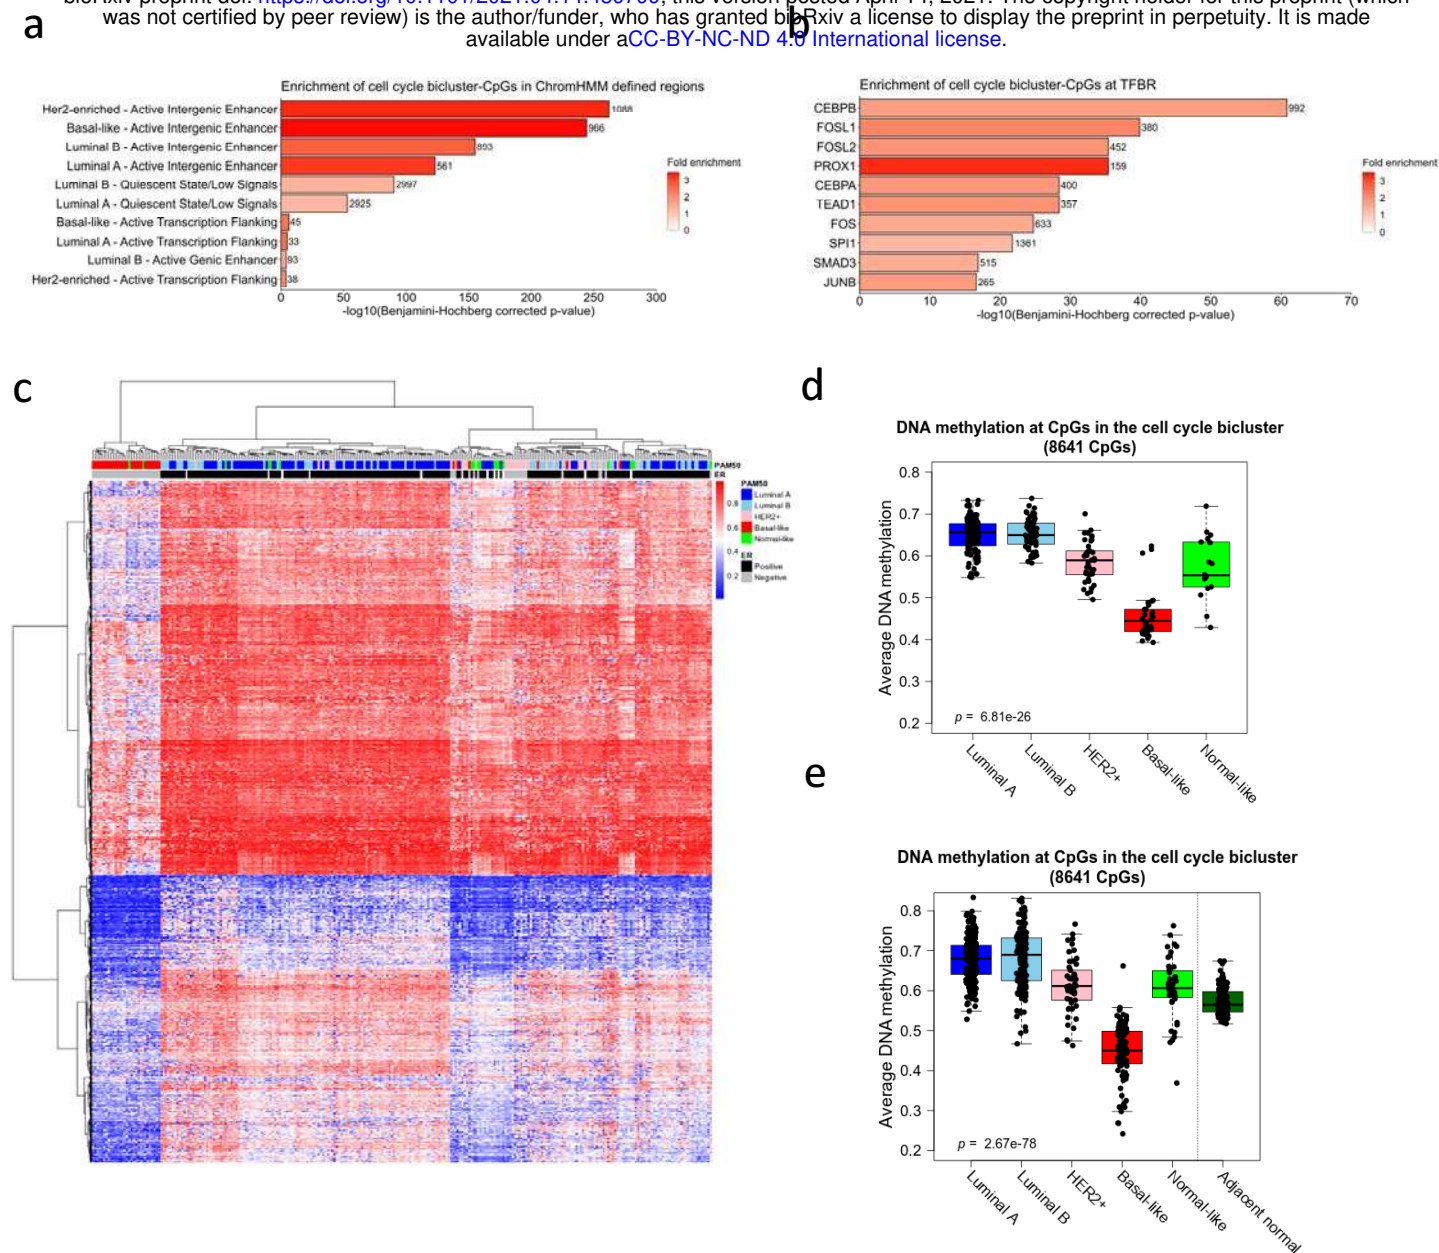 was not certified by peer review) is the author/funder, who has granted bioRxiv a license to display the preprint in perpetuity. It is made
available under aCC-BY-NC-ND 4.0 International license.
a
b
Enrichment of cell cycle bicluster-CpGs in ChromHMM defined regions
Her2-enriched - Active Intergenic Enhancer 1088
Basal-like - Active Intergenic Enhancer 966
Luminal B - Active Intergenic Enhancer 893
Luminal A - Active Intergenic Enhancer 561
Luminal B - Quiescent State/Low Signals 2997
Luminal A - Quiescent State/Low Signals 2925
Basal-like - Active Transcription Flanking 45
Luminal A - Active Transcription Flanking 33
Luminal B - Active Genic Enhancer 93
Her2-enriched - Active Transcription Flanking 38
0 50 100 150 200 250 300
-log10(Benjamini-Hochberg corrected p-value)
Fold enrichment
3
2
1
0
Enrichment of cell cycle bicluster-CpGs at TFBR
CEBPB 992
FOSL1 380
FOSL2 452
PROX1 159
CEBPA 400
TEAD1 357
FOS 633
SPI1 1361
SMAD3 515
JUNB 265
0 10 20 30 40 50 60 70
-log10(Benjamini-Hochberg corrected p-value)
Fold enrichment
3
2
1
0
c
PAM50
ER
0.8
0.6
0.4
0.2
PAM50
Luminal A
Luminal B
HER2+
Basal-like
Normal-like
ER
Positive
Negative
d
DNA methylation at CpGs in the cell cycle bicluster
(8641 CpGs)
Average DNA methylation
0.8
0.7
0.6
0.5
0.4
0.3
0.2
p = 6.81e-26
Luminal A
Luminal B
HER2+
Basal-like
Normal-like
e
DNA methylation at CpGs in the cell cycle bicluster
(8641 CpGs)
Average DNA methylation
0.8
0.7
0.6
0.5
0.4
0.3
0.2
p = 2.67e-78
Luminal A
Luminal B
HER2+
Basal-like
Normal-like
Adjacent normal